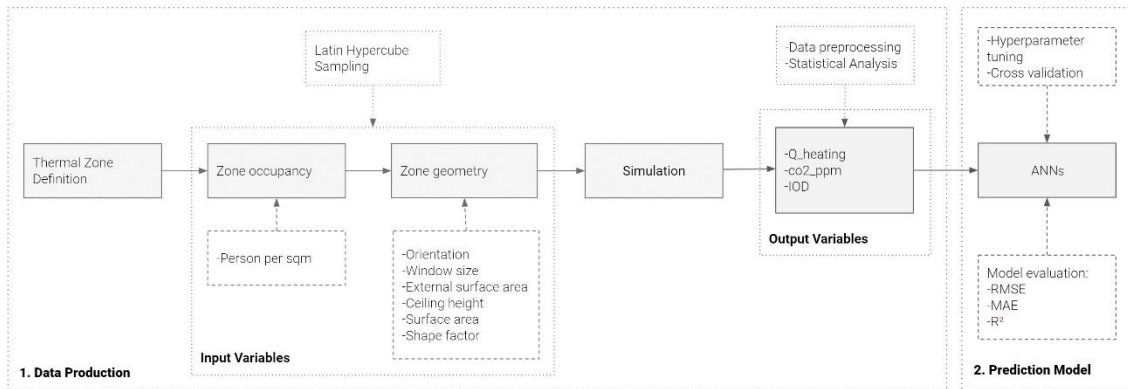 Latin Hypercube
Sampling
-Data preprocessing
-Statistical Analysis
-Hyperparameter
tuning
-Cross validation
Thermal Zone
Definition
Zone occupancy
Zone geometry
Simulation
-Q_heating
-co2_ppm
-IOD
ANNs
Output Variables
-Person per sqm
-Orientation
-Window size
-External surface area
-Ceiling height
-Surface area
-Shape factor
Model evaluation:
-RMSE
-MAE
-R²
Input Variables
1. Data Production
2. Prediction Model